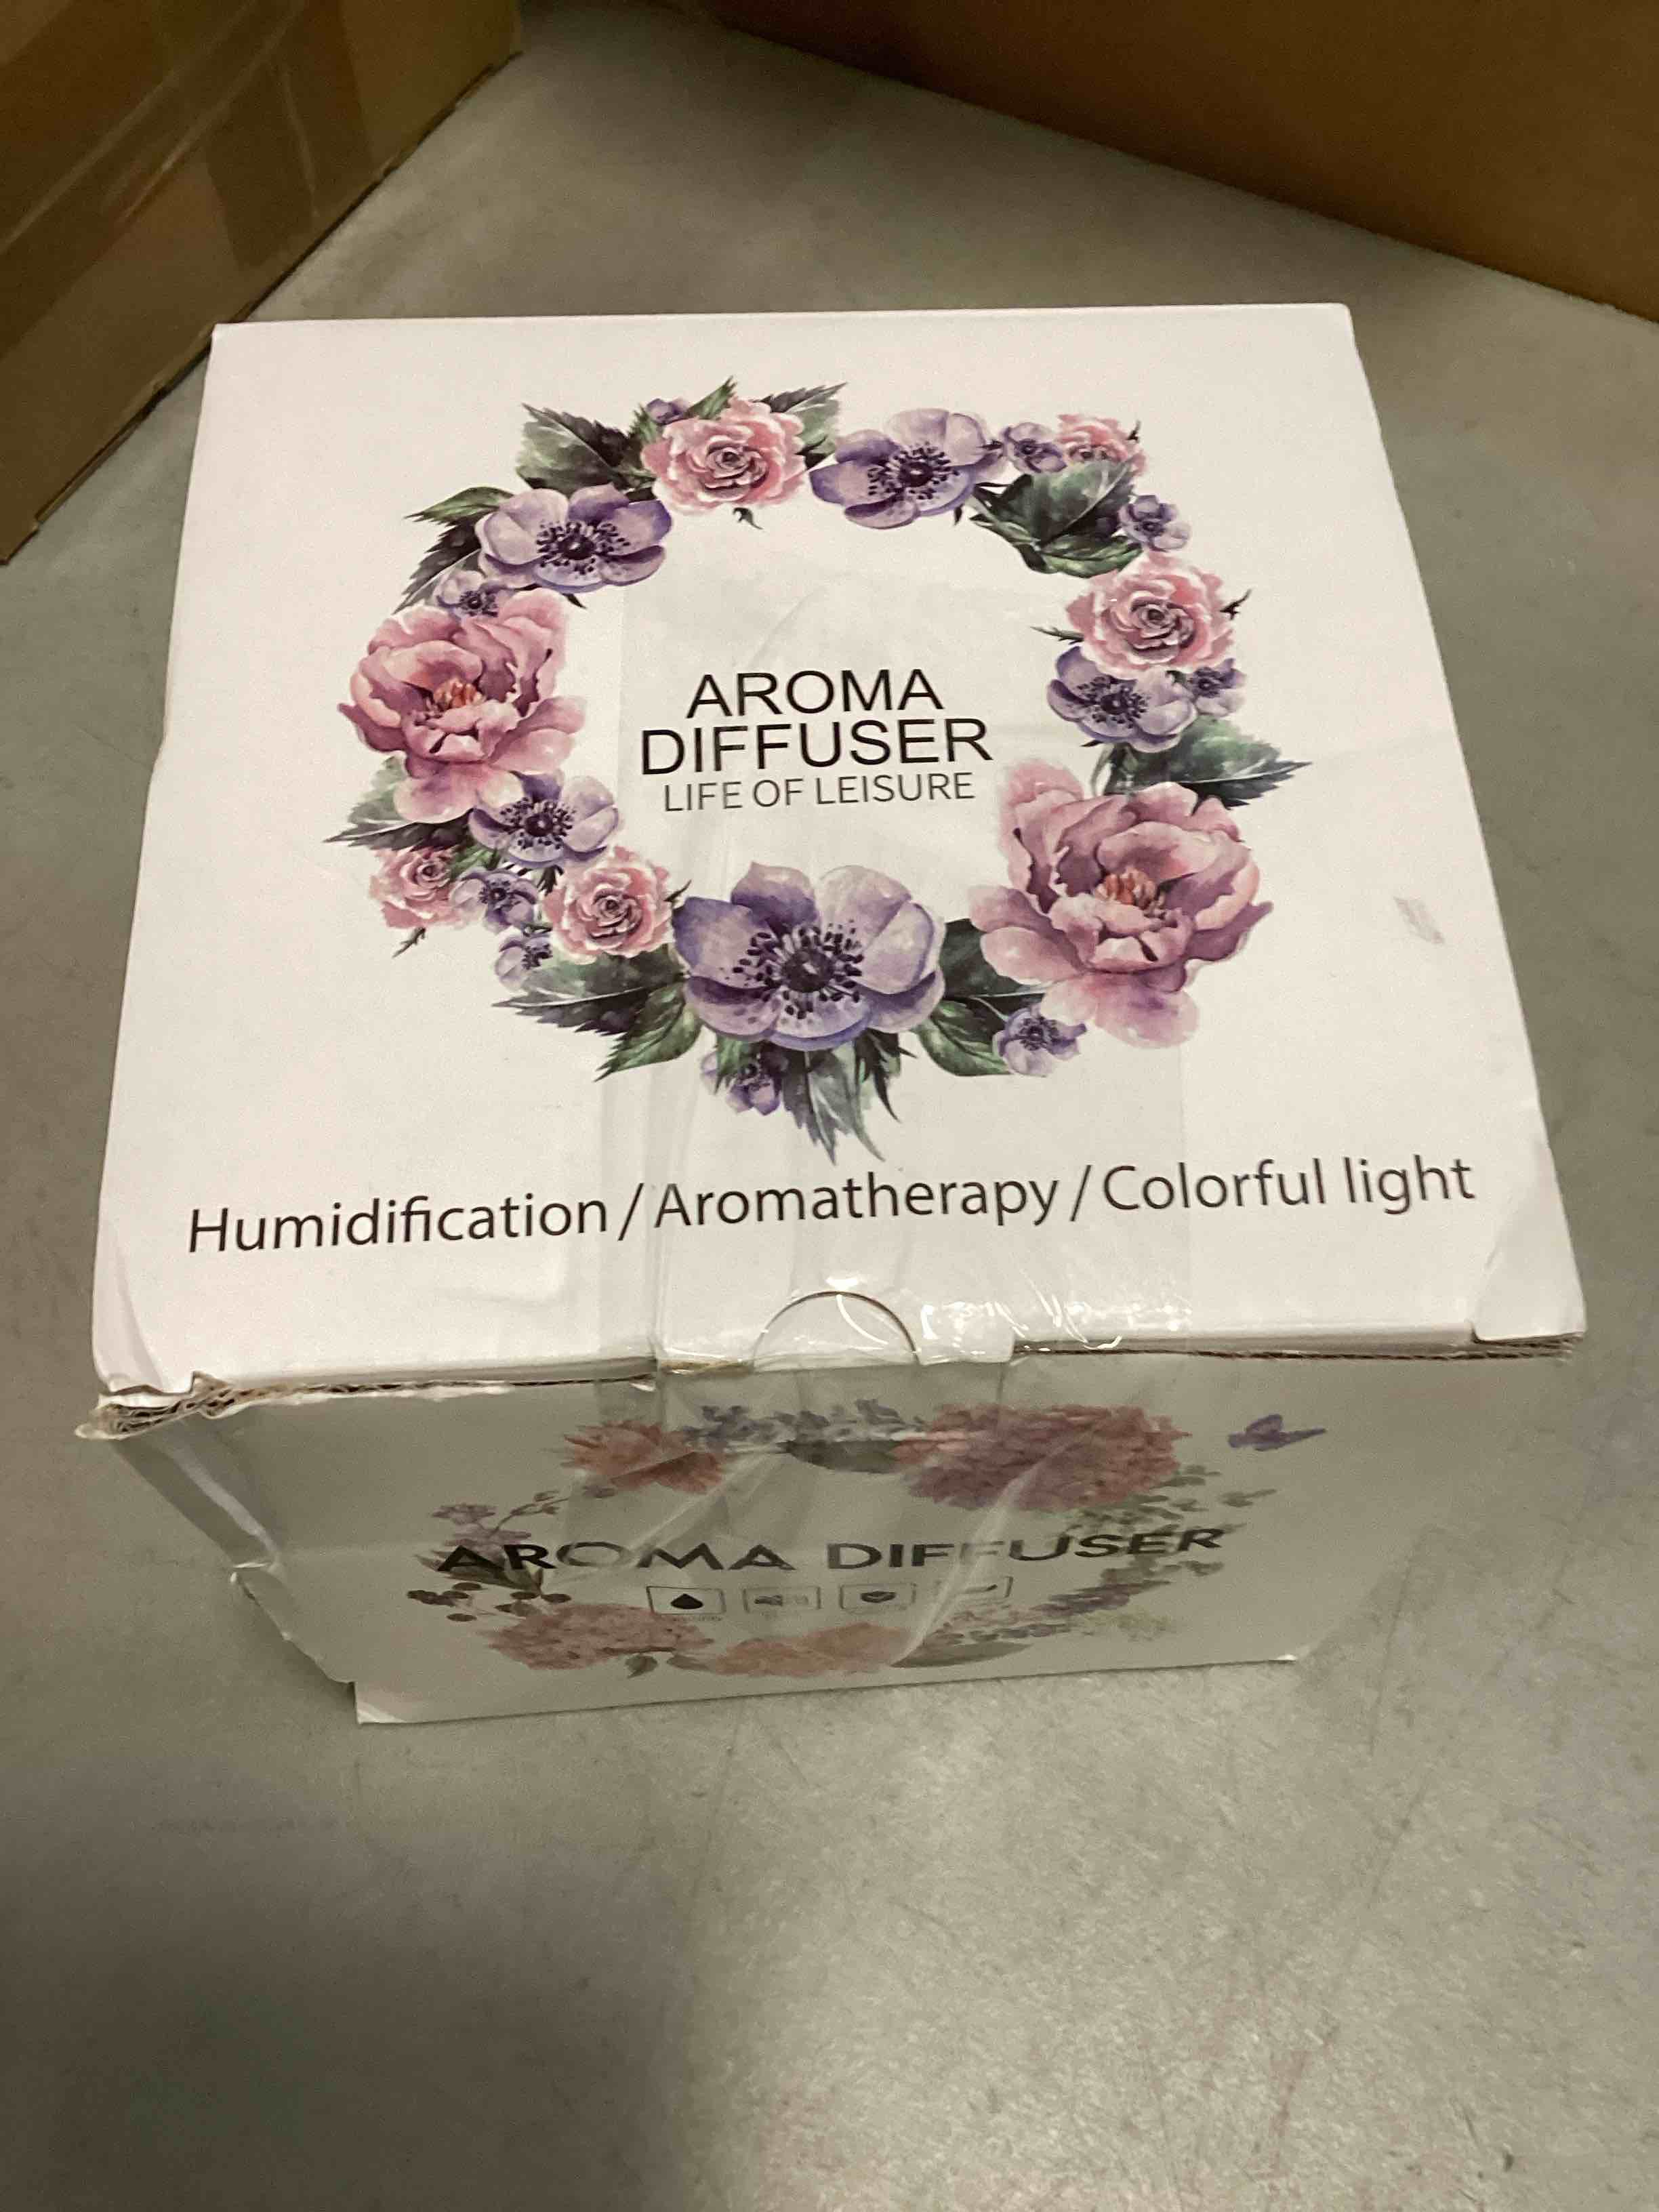 AROMA
DIFFUSER
LIFE OF LEISURE
Humidification / Aromatherapy / Colorful light
AROMA DIFFUSER